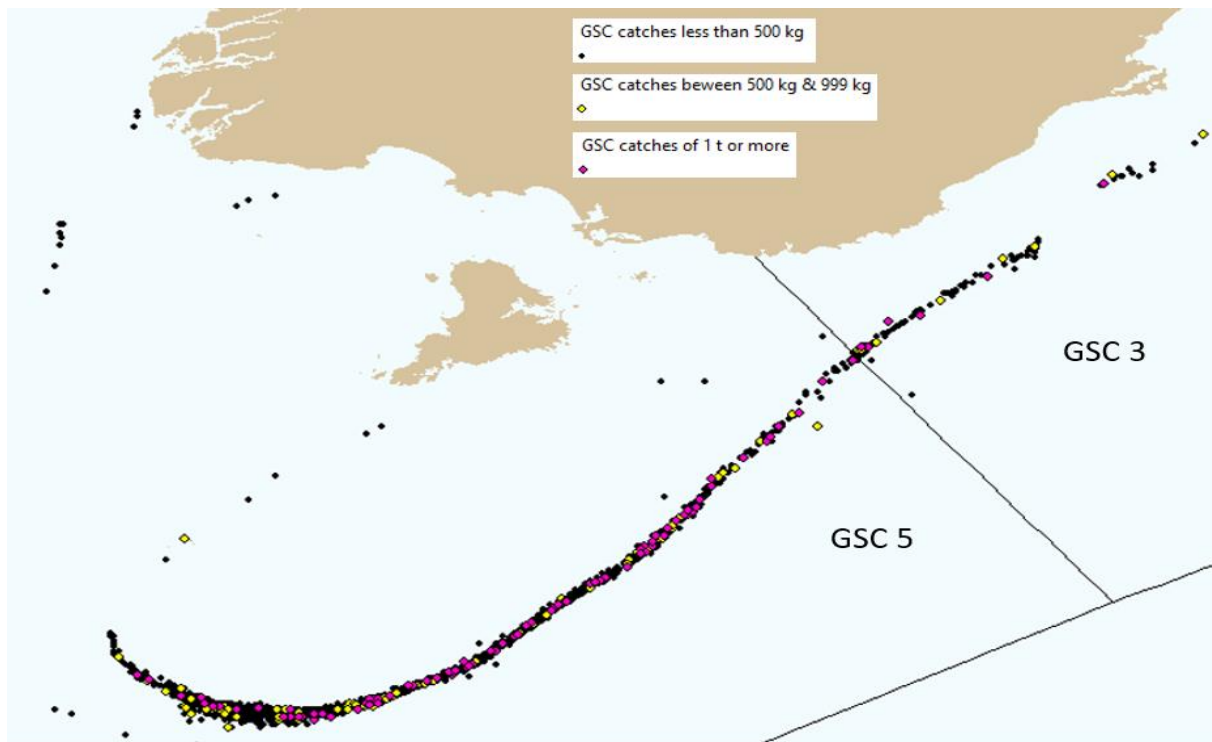 GSC catches less than 500 kg
GSC catches beween 500 kg & 999 kg
GSC catches of 1 t or more
GSC 3
GSC 5